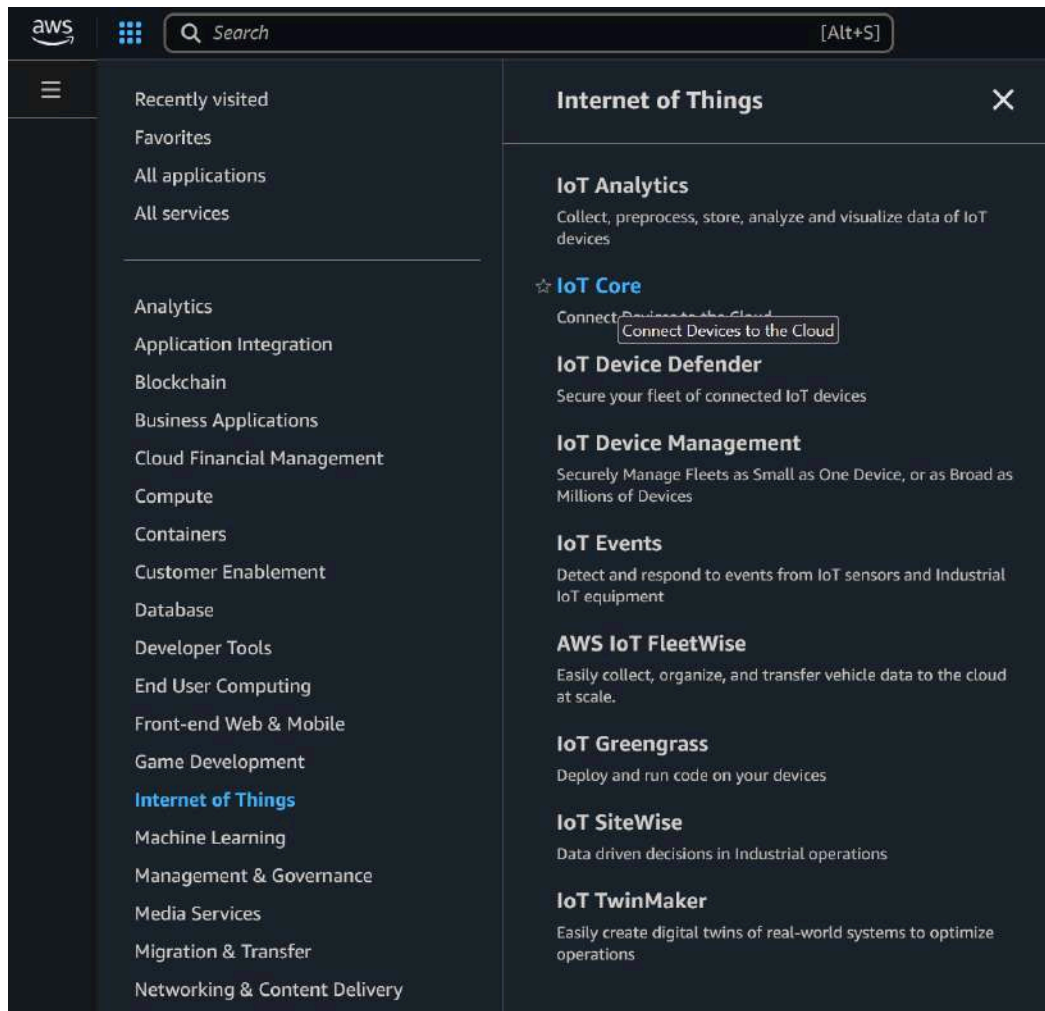 aws
Search
[Alt+S]
Recently visited
Favorites
All applications
All services
Analytics
Application Integration
Blockchain
Business Applications
Cloud Financial Management
Compute
Containers
Customer Enablement
Database
Developer Tools
End User Computing
Front-end Web & Mobile
Game Development
Internet of Things
Machine Learning
Management & Governance
Media Services
Migration & Transfer
Networking & Content Delivery
Internet of Things
IoT Analytics
Collect, preprocess, store, analyze and visualize data of IoT
devices
IoT Core
Connect Devices to the Cloud
Connect Devices to the Cloud
IoT Device Defender
Secure your fleet of connected IoT devices
IoT Device Management
Securely Manage Fleets as Small as One Device, or as Broad as
Millions of Devices
IoT Events
Detect and respond to events from IoT sensors and Industrial
IoT equipment
AWS IoT FleetWise
Easily collect, organize, and transfer vehicle data to the cloud
at scale.
IoT Greengrass
Deploy and run code on your devices
IoT SiteWise
Data driven decisions in Industrial operations
IoT TwinMaker
Easily create digital twins of real-world systems to optimize
operations